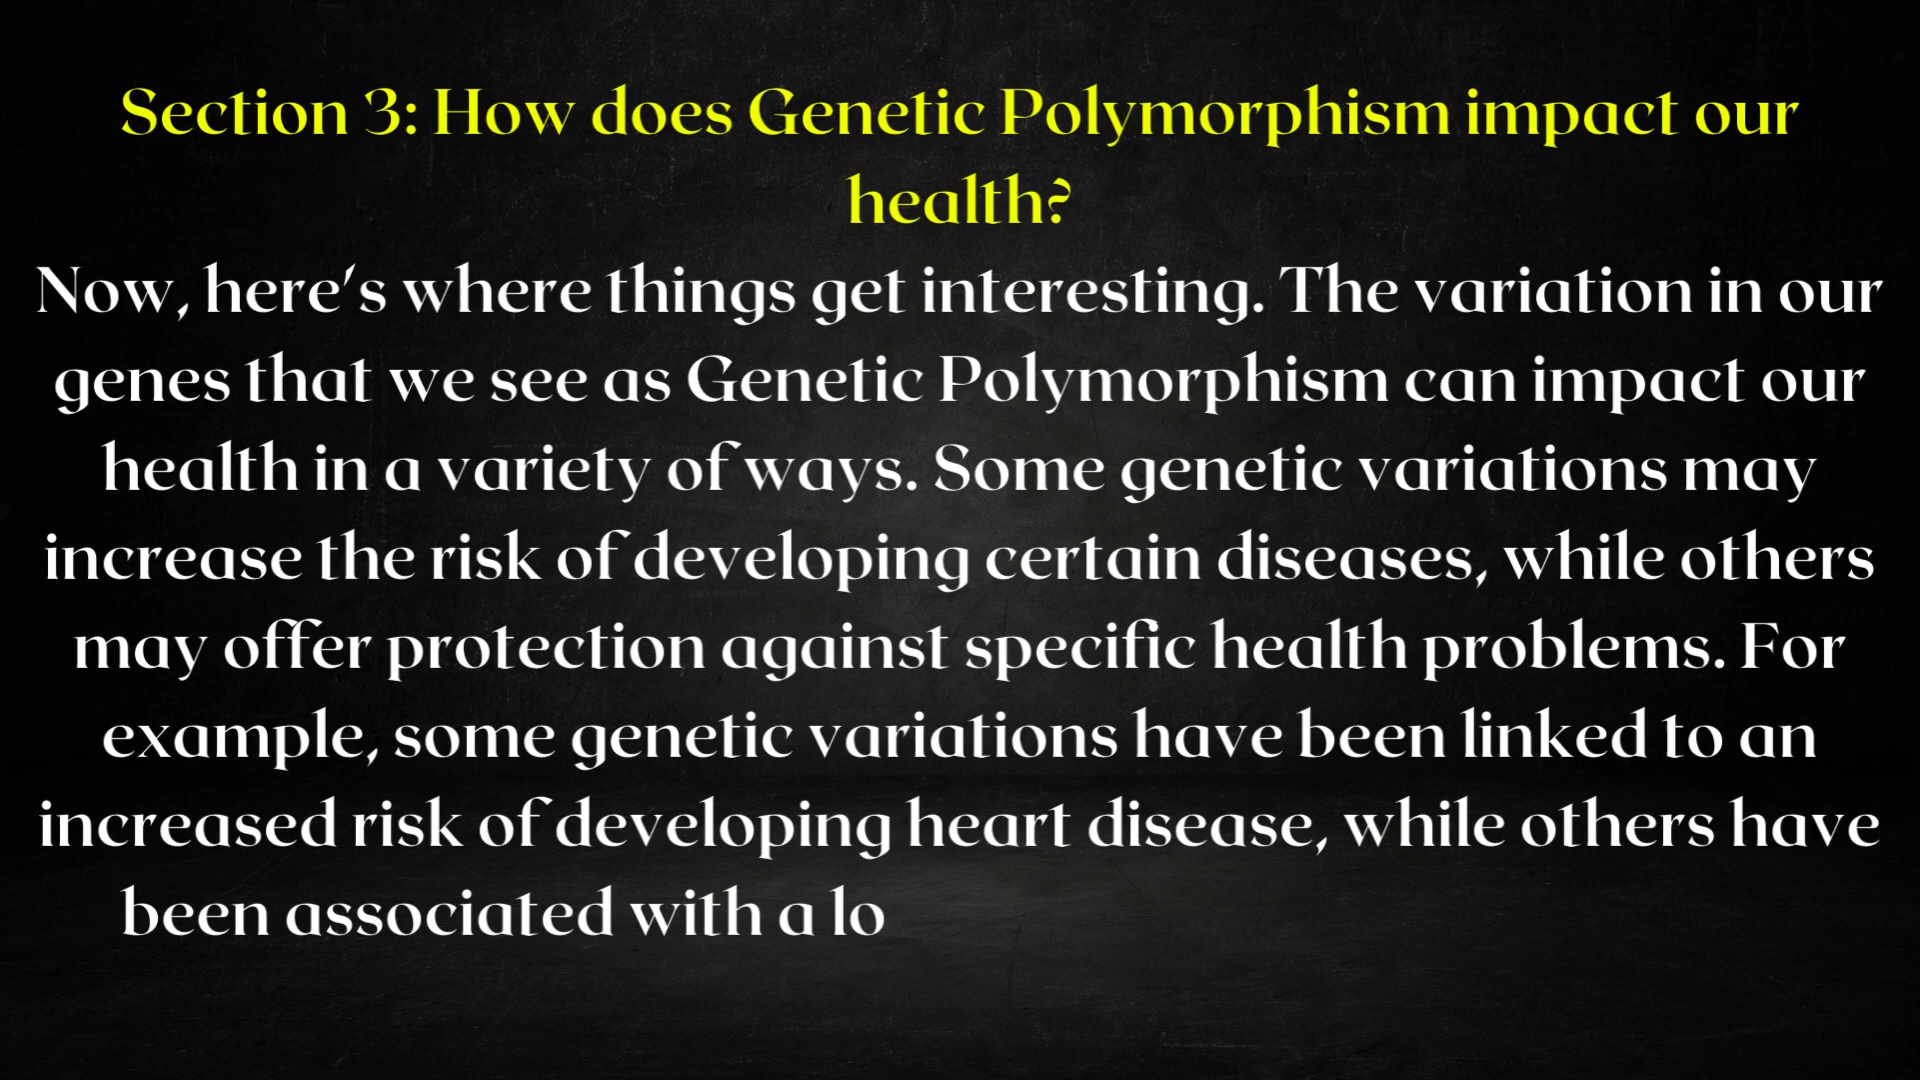 Section 3: How does Genetic Polymorphism impact our
health?
Now, here's where things get interesting. The variation in our
genes that we see as Genetic Polymorphism can impact our
health in a variety of ways. Some genetic variations may
increase the risk of developing certain diseases, while others
may offer protection against specific health problems. For
example, some genetic variations have been linked to an
increased risk of developing heart disease, while others have
been associated with a lo